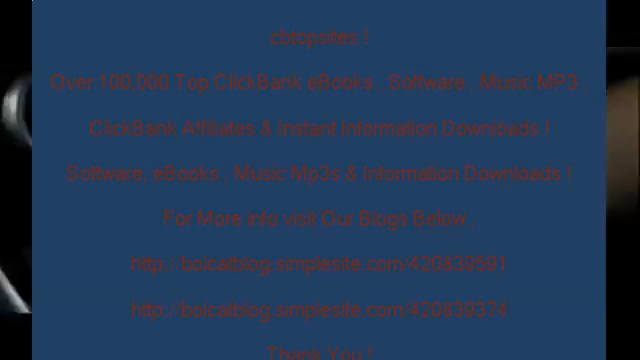 cbtopsites !
Over 100,000 Top ClickBank eBooks , Software , Music MP3 ,
ClickBank Affiliates & Instant Information Downloads !
Software, eBooks , Music Mp3s & Information Downloads !
For More info visit Our Blogs Below...
http://boicalblog.simplesite.com/420839591
http://boicalblog.simplesite.com/420839374
Thank You !